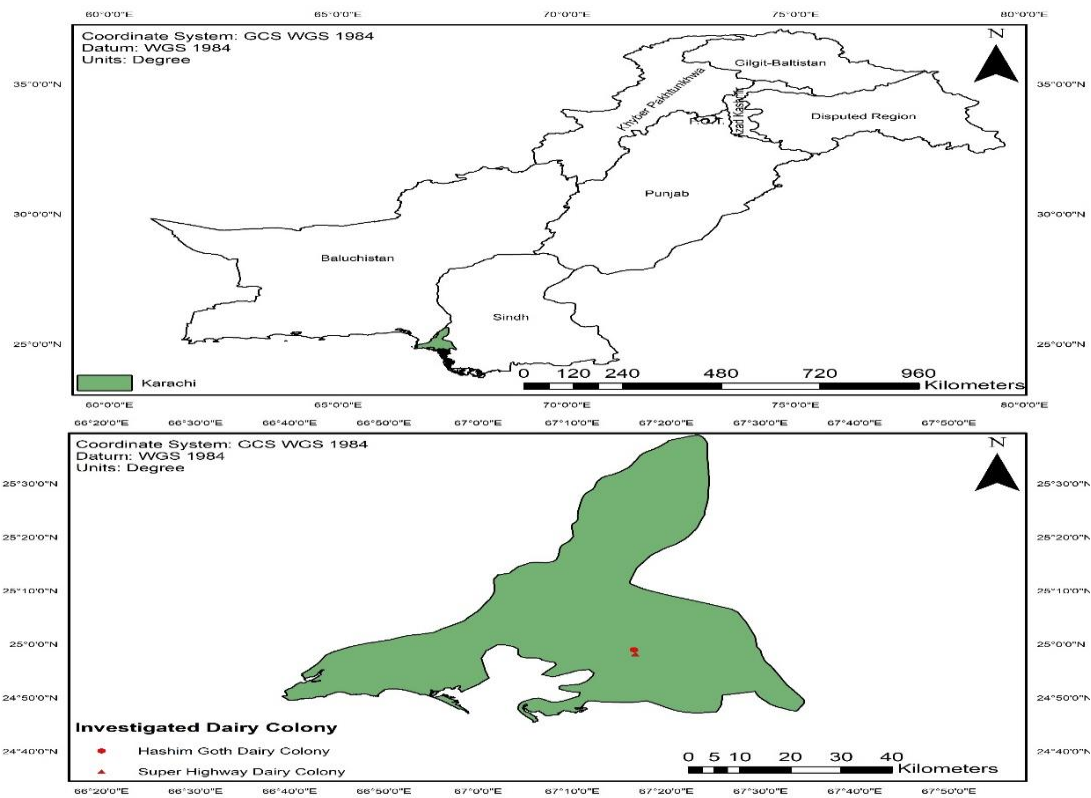 60°0'0"E 65°0'0"E 70°0'0"E 75°0'0"E 80°0'0"E
Coordinate System: GCS WGS 1984
Datum: WGS 1984
Units: Degree
N
35°0'0"N 35°0'0"N
Cilgit-Baltistan
Khyber Pakhtunkhwa
Disputed Region
Punjab
30°0'0"N 30°0'0"N
Baluchistan
Sindh
25°0'0"N 25°0'0"N
Karachi
0 120 240 480 720 960
Kilometers
60°0'0"E 65°0'0"E 70°0'0"E 75°0'0"E 80°0'0"E
66°20'0"E 66°30'0"E 66°40'0"E 66°50'0"E 67°0'0"E 67°10'0"E 67°20'0"E 67°30'0"E 67°40'0"E 67°50'0"E
Coordinate System: GCS WGS 1984
Datum: WGS 1984
Units: Degree
N
25°30'0"N 25°30'0"N
25°20'0"N 25°20'0"N
25°10'0"N 25°10'0"N
25°0'0"N 25°0'0"N
24°50'0"N 24°50'0"N
Investigated Dairy Colony
24°40'0"N 24°40'0"N
Hashim Goth Dairy Colony
Super Highway Dairy Colony
0 5 10 20 30 40
Kilometers
66°20'0"E 66°30'0"E 66°40'0"E 66°50'0"E 67°0'0"E 67°10'0"E 67°20'0"E 67°30'0"E 67°40'0"E 67°50'0"E